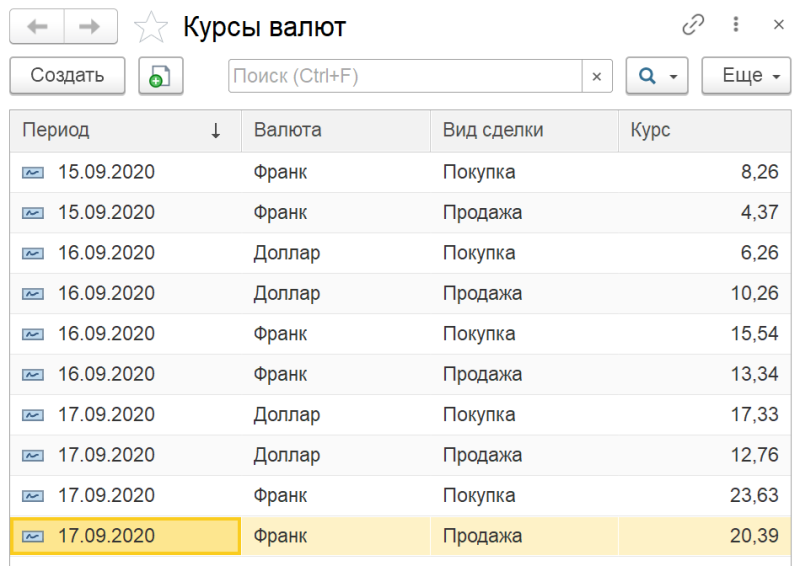 Курсы валют
Создать Поиск (Ctrl+F) × Еще
Период ↓ Валюта Вид сделки Курс
15.09.2020 Франк Покупка 8,26
15.09.2020 Франк Продажа 4,37
16.09.2020 Доллар Покупка 6,26
16.09.2020 Доллар Продажа 10,26
16.09.2020 Франк Покупка 15,54
16.09.2020 Франк Продажа 13,34
17.09.2020 Доллар Покупка 17,33
17.09.2020 Доллар Продажа 12,76
17.09.2020 Франк Покупка 23,63
17.09.2020 Франк Продажа 20,39